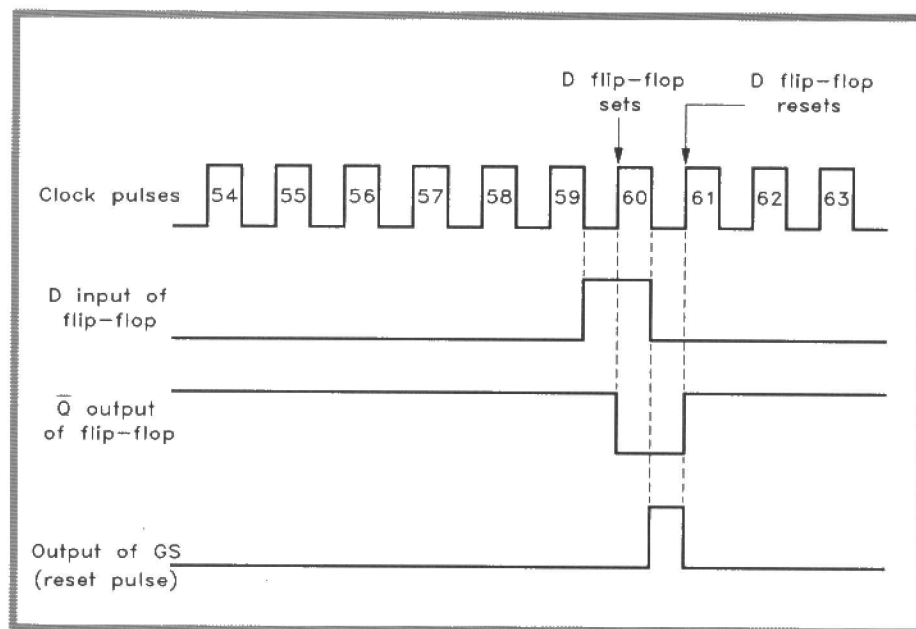 D flip-flop
sets
D flip-flop
resets
Clock pulses
54 55 56 57 58 59 60 61 62 63
D input of
flip-flop
Q̅ output
of flip-flop
Output of GS
(reset pulse)